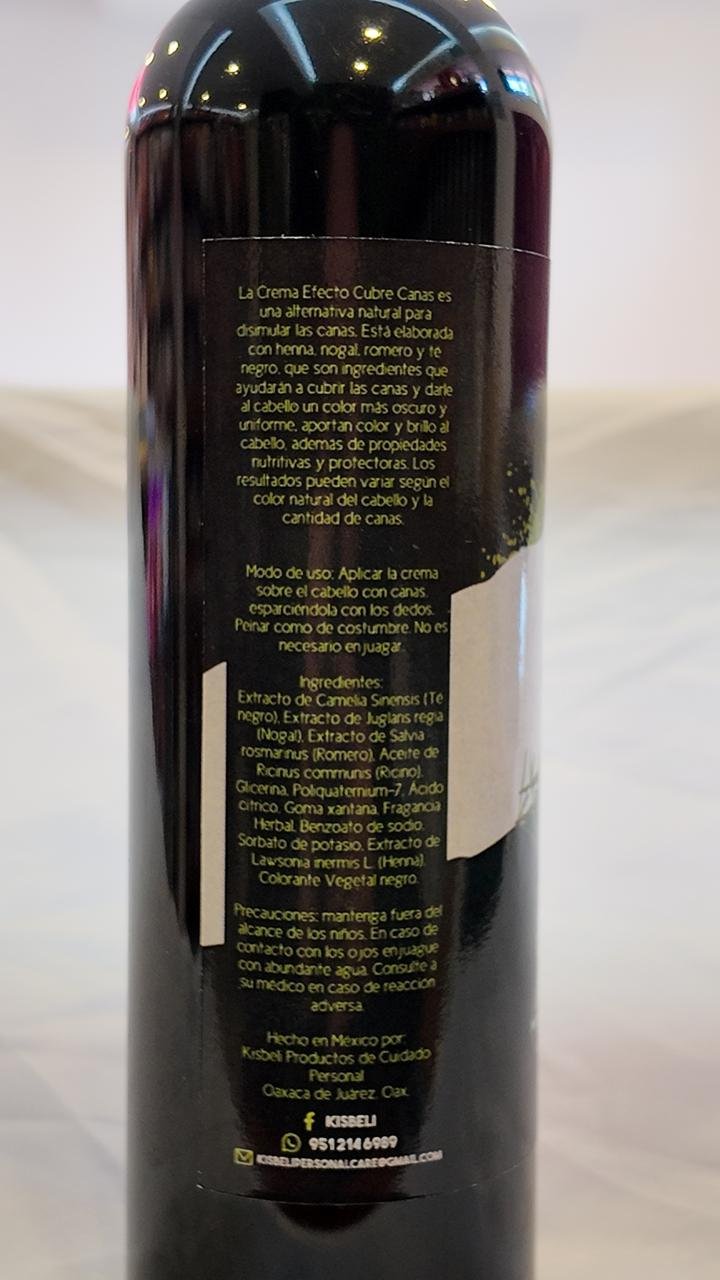 La Crema Efecto Cubre Canas es
una alternativa natural para
disimular las canas. Está elaborada
con henna, nogal, romero y té
negro, que son ingredientes que
ayudarán a cubrir las canas y darle
al cabello un color más oscuro y
uniforme, aportan color y brillo al
cabello, además de propiedades
nutritivas y protectoras. Los
resultados pueden variar según el
color natural del cabello y la
cantidad de canas.
Modo de uso: Aplicar la crema
sobre el cabello con canas,
esparciéndola con los dedos.
Peinar como de costumbre. No es
necesario enjuagar.
Ingredientes:
Extracto de Camelia Sinensis (Té
negro), Extracto de Juglans regia
(Nogal), Extracto de Salvia
rosmarinus (Romero), Aceite de
Ricinus communis (Ricino),
Glicerina, Poliquaternium-7, Ácido
cítrico, Goma xantana, Fragancia
Herbal, Benzoato de sodio,
Sorbato de potasio, Extracto de
Lawsonia inermis L. (Henna),
Colorante Vegetal negro.
Precauciones: mantenga fuera del
alcance de los niños. En caso de
contacto con los ojos enjuague
con abundante agua. Consulte a
su médico en caso de reacción
adversa.
Hecho en México por:
Kisbeli Productos de Cuidado
Personal
Oaxaca de Juárez, Oax.
KISBELI
9512146989
KISBELIPERSONALCARE@GMAIL.COM